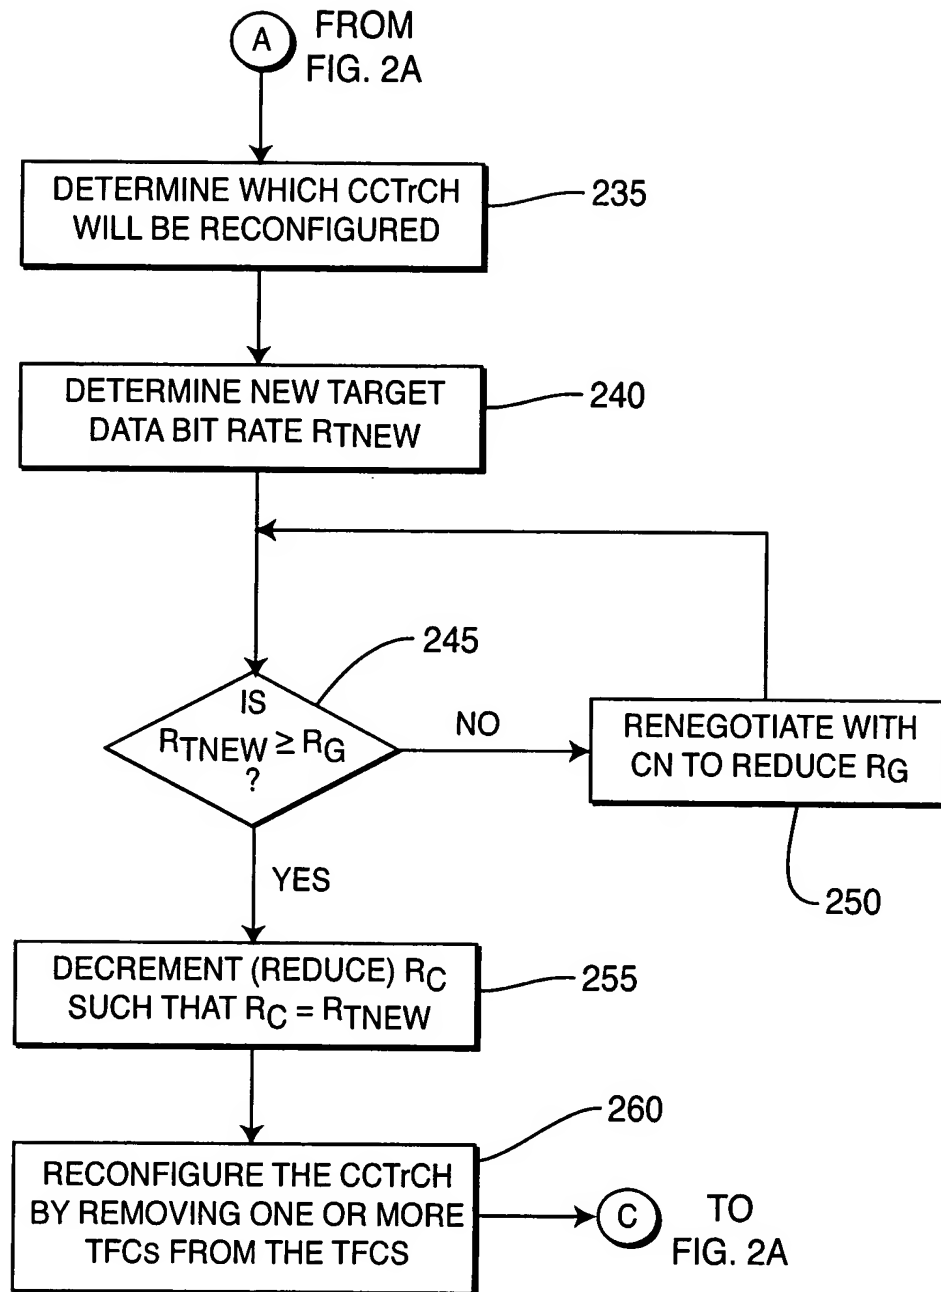 A
FROM
FIG. 2A
DETERMINE WHICH CCTrCH
WILL BE RECONFIGURED
235
DETERMINE NEW TARGET
DATA BIT RATE RTNEW
240
245
IS
RTNEW ≥ RG
?
NO
RENEGOTIATE WITH
CN TO REDUCE RG
250
YES
DECREMENT (REDUCE) RC
SUCH THAT RC = RTNEW
255
260
RECONFIGURE THE CCTrCH
BY REMOVING ONE OR MORE
TFCs FROM THE TFCS
C
TO
FIG. 2A